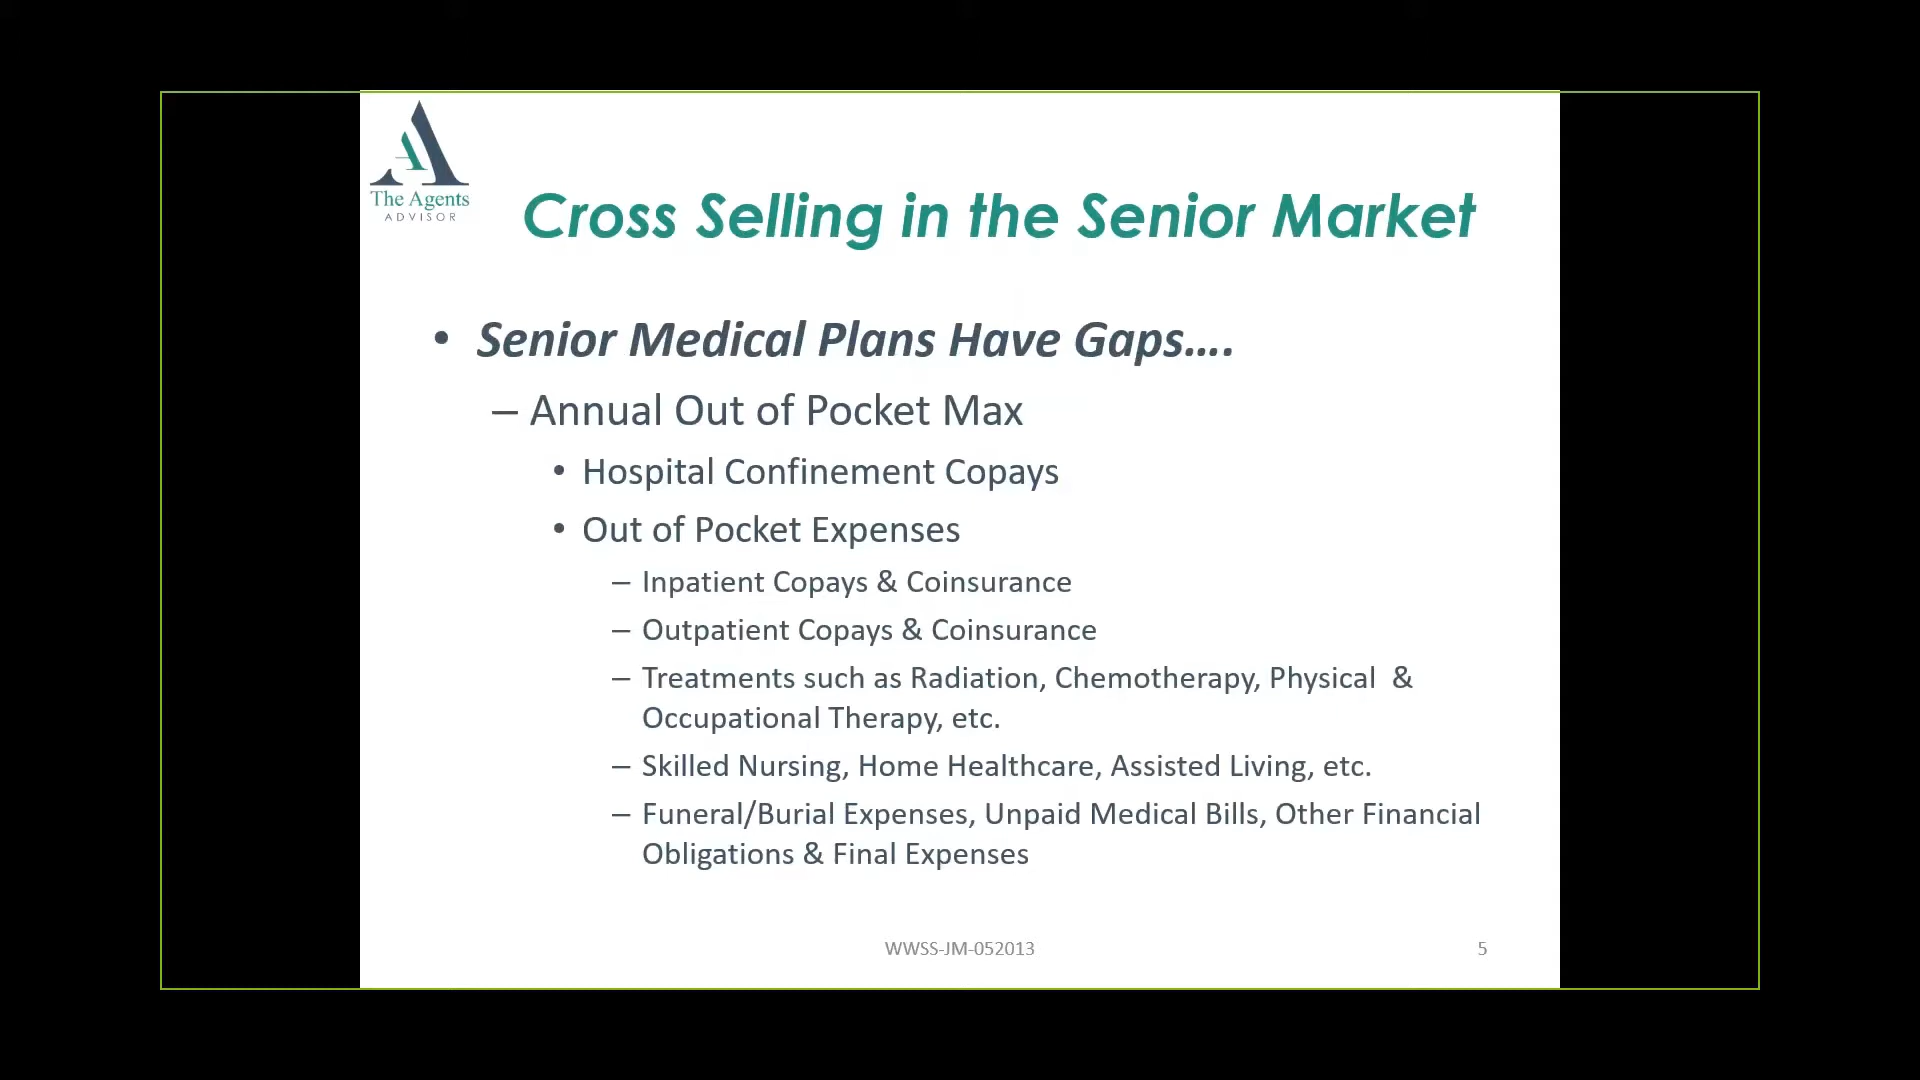 The Agents
ADVISOR
Cross Selling in the Senior Market
• Senior Medical Plans Have Gaps….
– Annual Out of Pocket Max
• Hospital Confinement Copays
• Out of Pocket Expenses
– Inpatient Copays & Coinsurance
– Outpatient Copays & Coinsurance
– Treatments such as Radiation, Chemotherapy, Physical &
Occupational Therapy, etc.
– Skilled Nursing, Home Healthcare, Assisted Living, etc.
– Funeral/Burial Expenses, Unpaid Medical Bills, Other Financial
Obligations & Final Expenses
WWSS-JM-052013
5